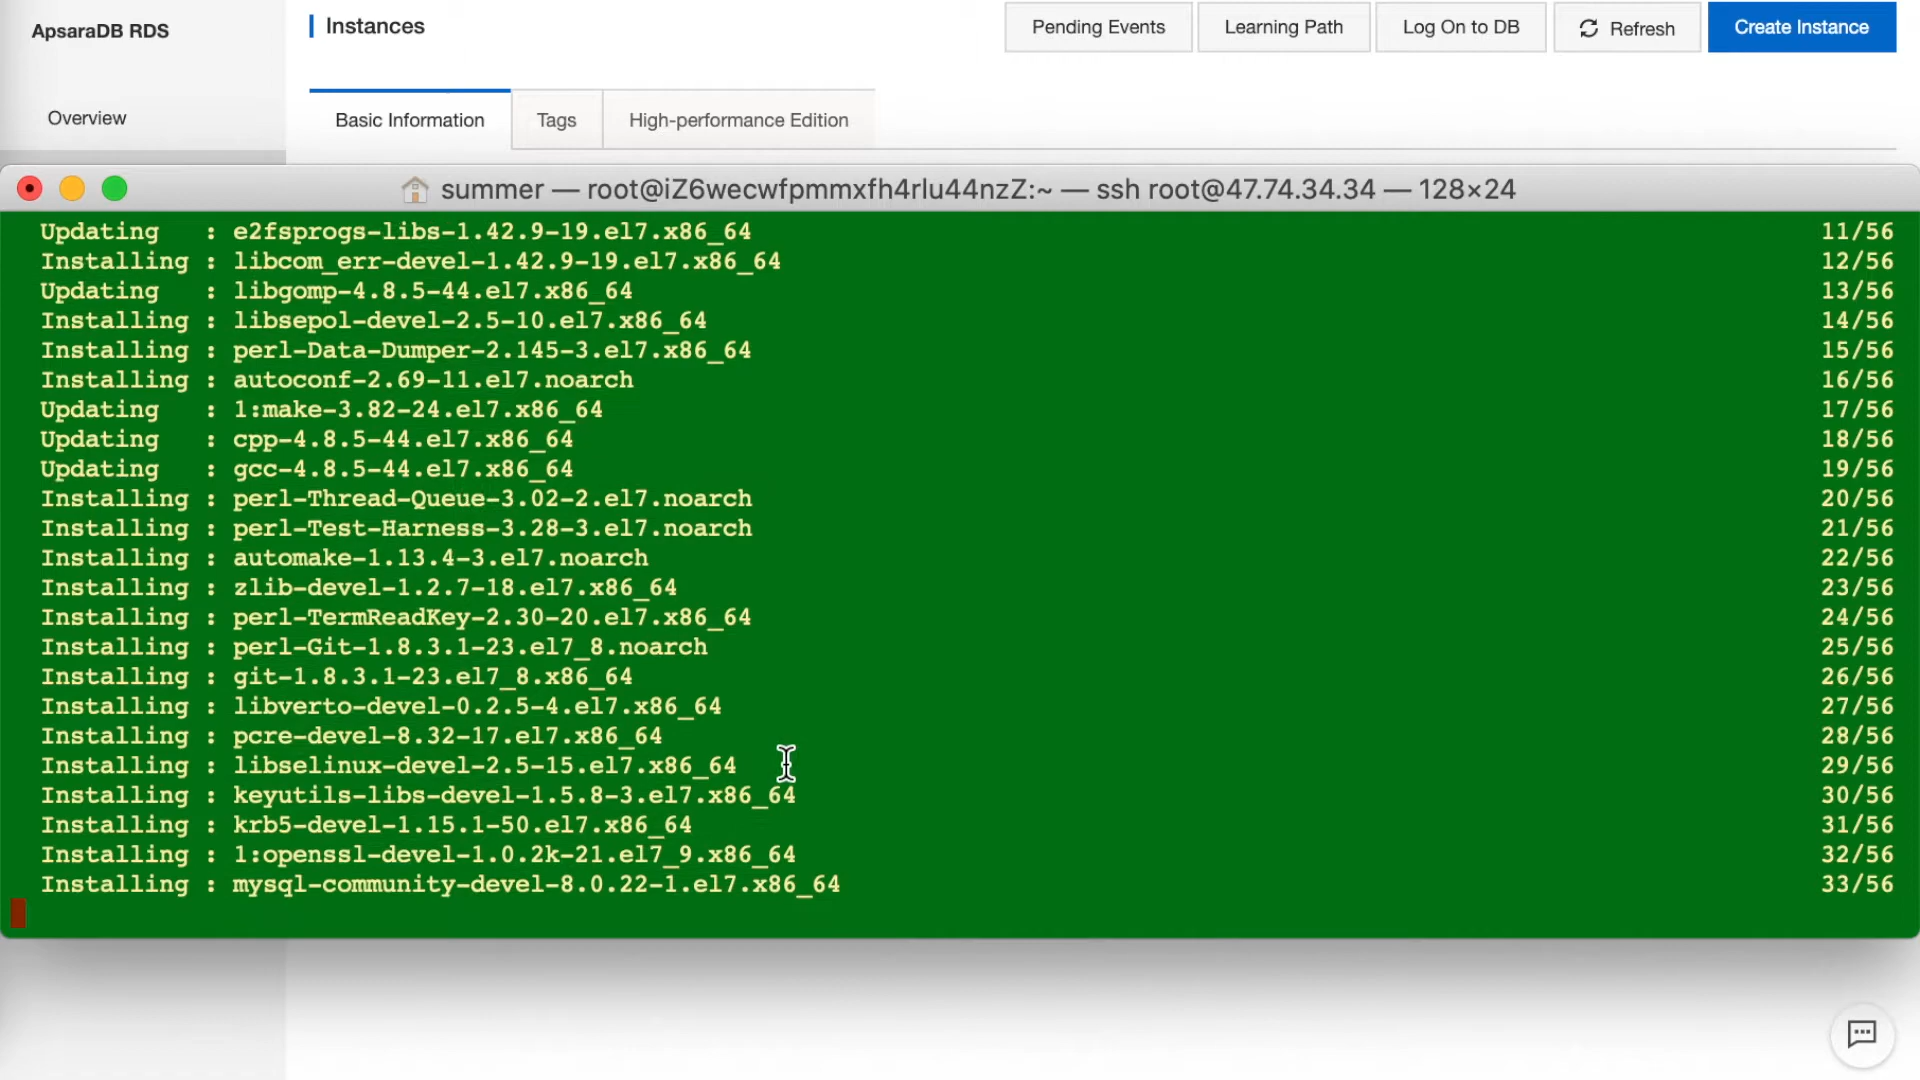 ApsaraDB RDS
Instances
Pending Events
Learning Path
Log On to DB
Refresh
Create Instance
Overview
Basic Information
Tags
High-performance Edition
summer — root@iZ6wecwfpmmxfh4rlu44nzZ:~ — ssh root@47.74.34.34 — 128×24
Updating : e2fsprogs-libs-1.42.9-19.el7.x86_64 11/56
Installing : libcom_err-devel-1.42.9-19.el7.x86_64 12/56
Updating : libgomp-4.8.5-44.el7.x86_64 13/56
Installing : libsepol-devel-2.5-10.el7.x86_64 14/56
Installing : perl-Data-Dumper-2.145-3.el7.x86_64 15/56
Installing : autoconf-2.69-11.el7.noarch 16/56
Updating : 1:make-3.82-24.el7.x86_64 17/56
Updating : cpp-4.8.5-44.el7.x86_64 18/56
Updating : gcc-4.8.5-44.el7.x86_64 19/56
Installing : perl-Thread-Queue-3.02-2.el7.noarch 20/56
Installing : perl-Test-Harness-3.28-3.el7.noarch 21/56
Installing : automake-1.13.4-3.el7.noarch 22/56
Installing : zlib-devel-1.2.7-18.el7.x86_64 23/56
Installing : perl-TermReadKey-2.30-20.el7.x86_64 24/56
Installing : perl-Git-1.8.3.1-23.el7_8.noarch 25/56
Installing : git-1.8.3.1-23.el7_8.x86_64 26/56
Installing : libverto-devel-0.2.5-4.el7.x86_64 27/56
Installing : pcre-devel-8.32-17.el7.x86_64 28/56
Installing : libselinux-devel-2.5-15.el7.x86_64 29/56
Installing : keyutils-libs-devel-1.5.8-3.el7.x86_64 30/56
Installing : krb5-devel-1.15.1-50.el7.x86_64 31/56
Installing : 1:openssl-devel-1.0.2k-21.el7_9.x86_64 32/56
Installing : mysql-community-devel-8.0.22-1.el7.x86_64 33/56